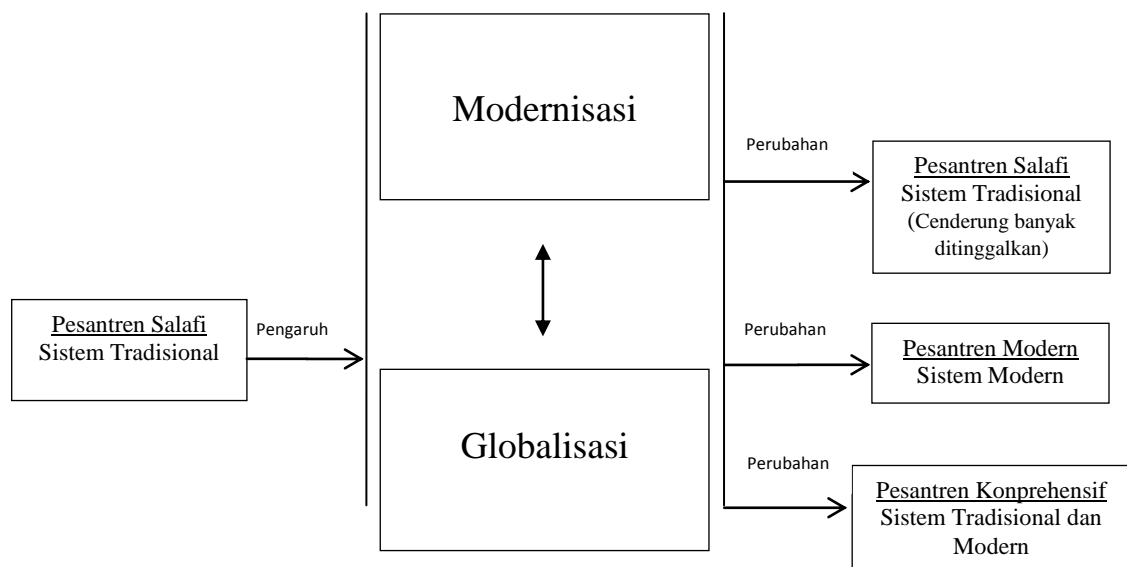 Modernisasi
Perubahan
Pesantren Salafi
Sistem Tradisional
(Cenderung banyak
ditinggalkan)
Pesantren Salafi
Sistem Tradisional
Pengaruh
Perubahan
Pesantren Modern
Sistem Modern
Globalisasi
Perubahan
Pesantren Konprehensif
Sistem Tradisional dan
Modern